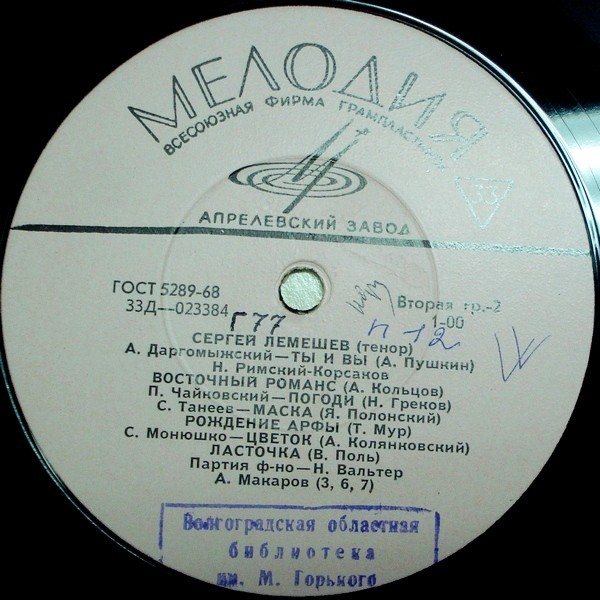 МЕЛОДИЯ
ВСЕСОЮЗНАЯ ФИРМА ГРАМПЛАСТИНОК
33
АПРЕЛЕВСКИЙ ЗАВОД
ГОСТ 5289-68
33Д—023384
Вторая гр.-2
1-00
Г77
п 12
СЕРГЕЙ ЛЕМЕШЕВ (тенор)
А. Даргомыжский—ТЫ И ВЫ (А. Пушкин)
Н. Римский-Корсаков
ВОСТОЧНЫЙ РОМАНС (А. Кольцов)
П. Чайковский—ПОГОДИ (Н. Греков)
С. Танеев—МАСКА (Я. Полонский)
РОЖДЕНИЕ АРФЫ (Т. Мур)
С. Монюшко—ЦВЕТОК (А. Колянковский)
ЛАСТОЧКА (В. Поль)
Партия ф-но—Н. Вальтер
А. Макаров (3, 6, 7)
Волгоградская областная
библиотека
им. М. Горького